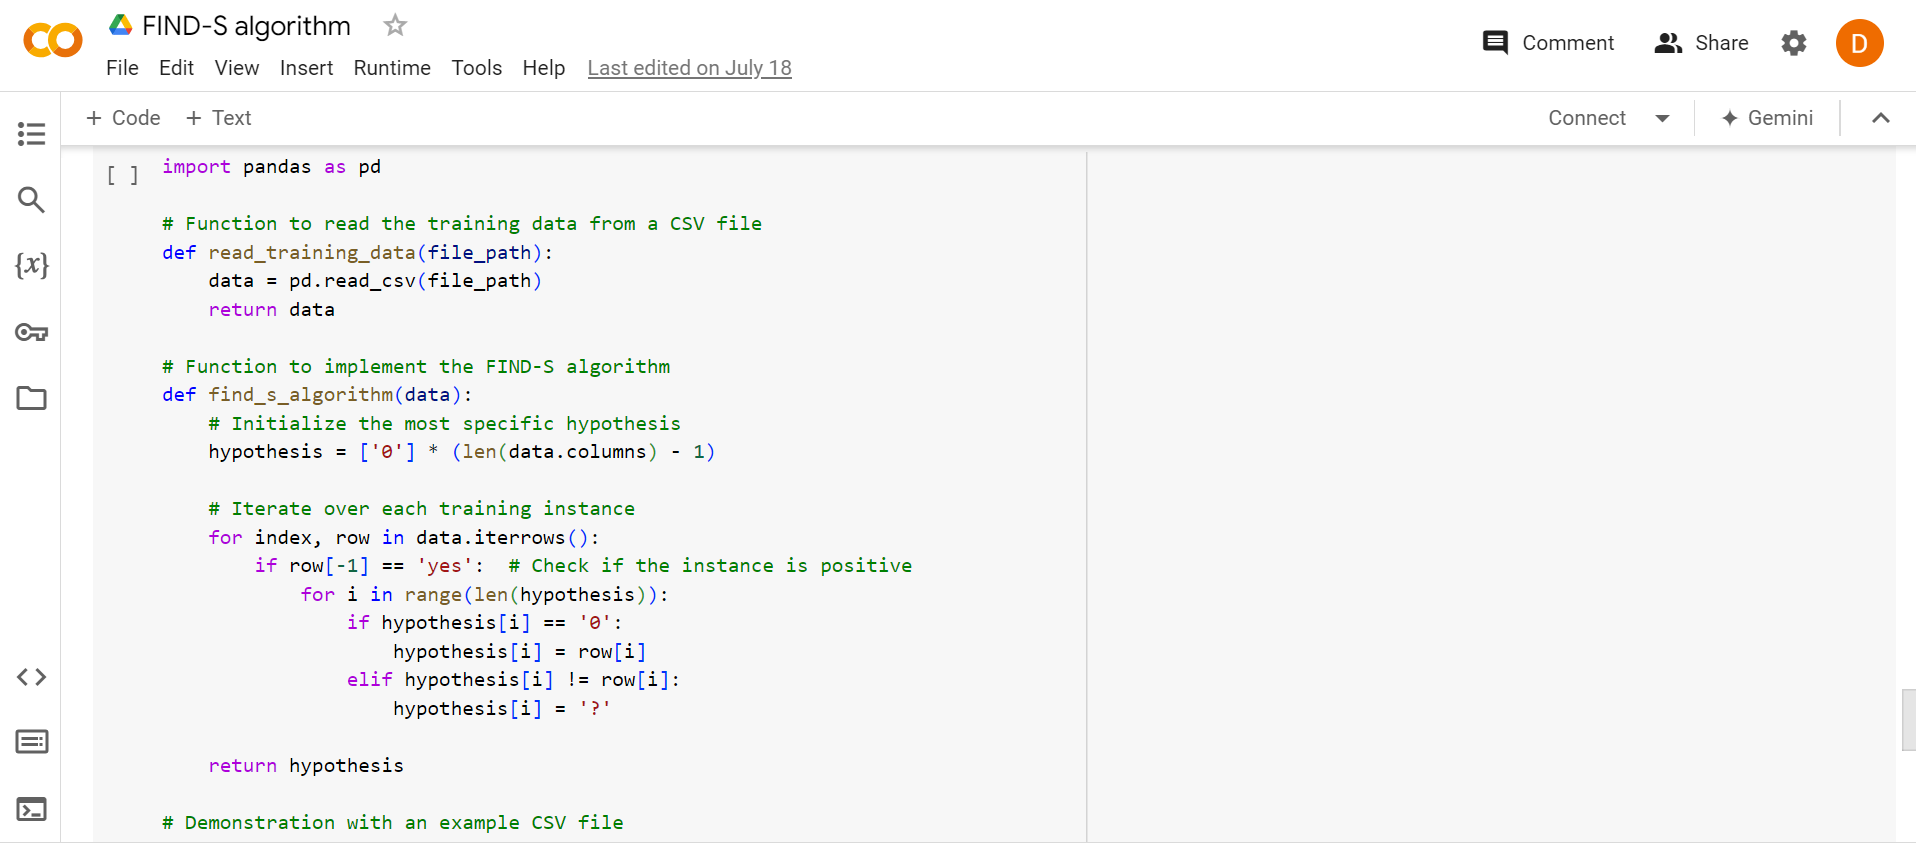 FIND-S algorithm
Comment
Share
D
File Edit View Insert Runtime Tools Help Last edited on July 18
+ Code + Text
Connect
Gemini
[ ]
import pandas as pd
# Function to read the training data from a CSV file
def read_training_data(file_path):
    data = pd.read_csv(file_path)
    return data
# Function to implement the FIND-S algorithm
def find_s_algorithm(data):
    # Initialize the most specific hypothesis
    hypothesis = ['0'] * (len(data.columns) - 1)
    # Iterate over each training instance
    for index, row in data.iterrows():
        if row[-1] == 'yes':  # Check if the instance is positive
            for i in range(len(hypothesis)):
                if hypothesis[i] == '0':
                    hypothesis[i] = row[i]
                elif hypothesis[i] != row[i]:
                    hypothesis[i] = '?'
    return hypothesis
# Demonstration with an example CSV file
{x}